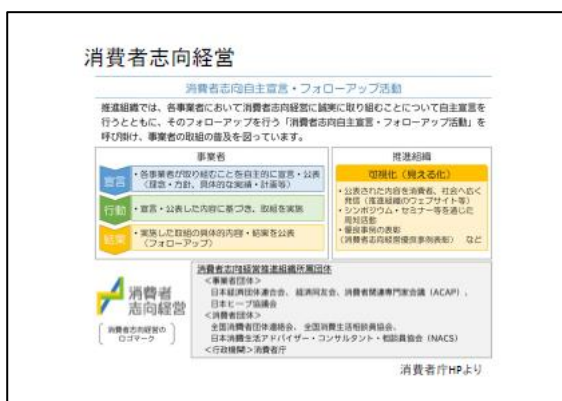 消費者志向経営
消費者志向自主宣言・フォローアップ活動
推進組織では、各事業者において消費者志向経営に誠実に取り組むことについて自主宣言を
行うとともに、そのフォローアップを行う「消費者志向自主宣言・フォローアップ活動」を
呼び掛け、事業者の取組の普及を図っています。
事業者
宣言
・各事業者が取り組むことを自主的に宣言・公表
（理念・方針、具体的な実績・計画等）
行動
・宣言・公表した内容に基づき、取組を実施
結果
・実施した取組の具体的内容・結果を公表
（フォローアップ）
推進組織
可視化（見える化）
・公表された内容を消費者、社会へ広く
発信（推進組織のウェブサイト等）
・シンポジウム・セミナー等を通じた
周知活動
・優良事例の表彰
（消費者志向経営優良事例表彰）　など
消費者
志向経営
消費者志向経営の
ロゴマーク
消費者志向経営推進組織所属団体
＜事業者団体＞
日本経済団体連合会、経済同友会、消費者関連専門家会議（ACAP）、
日本ヒーブ協議会
＜消費者団体＞
全国消費者団体連絡会、全国消費生活相談員協会、
日本消費生活アドバイザー・コンサルタント・相談員協会（NACS）
＜行政機関＞消費者庁
消費者庁HPより